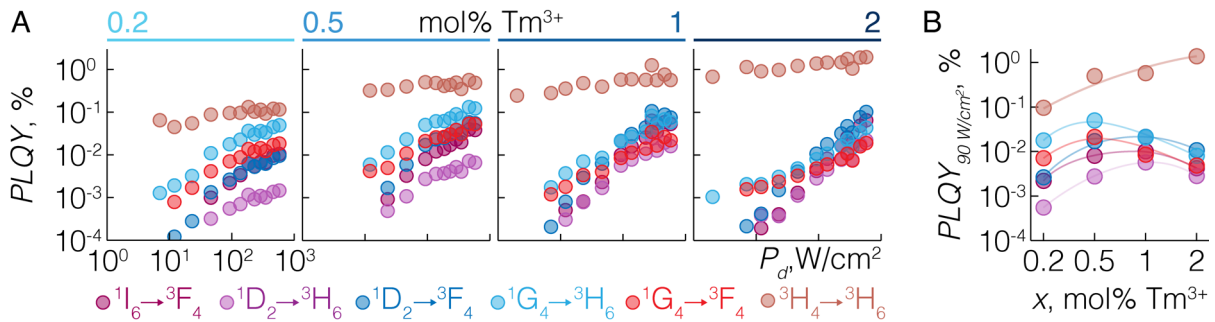 A
0.2
0.5
mol% Tm³⁺
1
2
B
PLQY, %
10⁰
10⁻¹
10⁻²
10⁻³
10⁻⁴
10⁰ 10¹ 10² 10³
P_d, W/cm²
PLQY_90 W/cm², %
10⁰
10⁻¹
10⁻²
10⁻³
10⁻⁴
0.2 0.5 1 2
x, mol% Tm³⁺
¹I₆→³F₄ ¹D₂→³H₆ ¹D₂→³F₄ ¹G₄→³H₆ ¹G₄→³F₄ ³H₄→³H₆